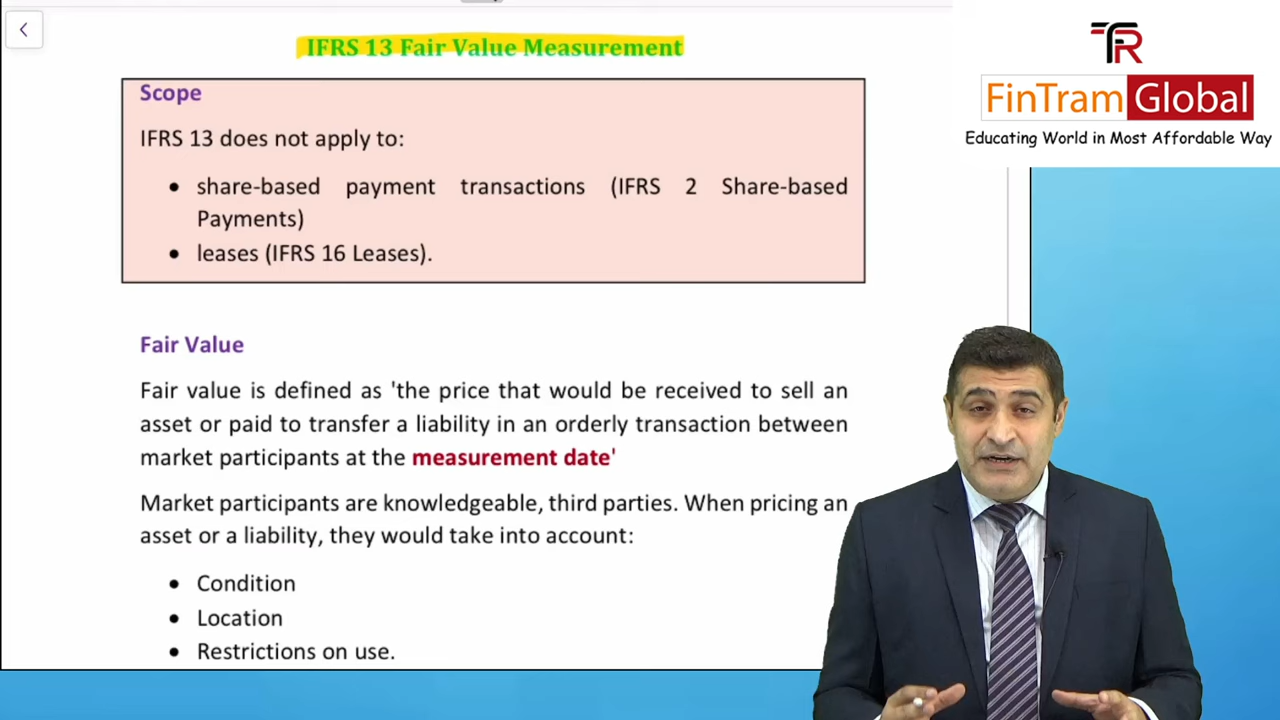 IFRS 13 Fair Value Measurement
Scope
IFRS 13 does not apply to:
• share-based payment transactions (IFRS 2 Share-based
Payments)
• leases (IFRS 16 Leases).
Fair Value
Fair value is defined as 'the price that would be received to sell an
asset or paid to transfer a liability in an orderly transaction between
market participants at the measurement date'
Market participants are knowledgeable, third parties. When pricing an
asset or a liability, they would take into account:
• Condition
• Location
• Restrictions on use.
TR
FinTram Global
Educating World in Most Affordable Way